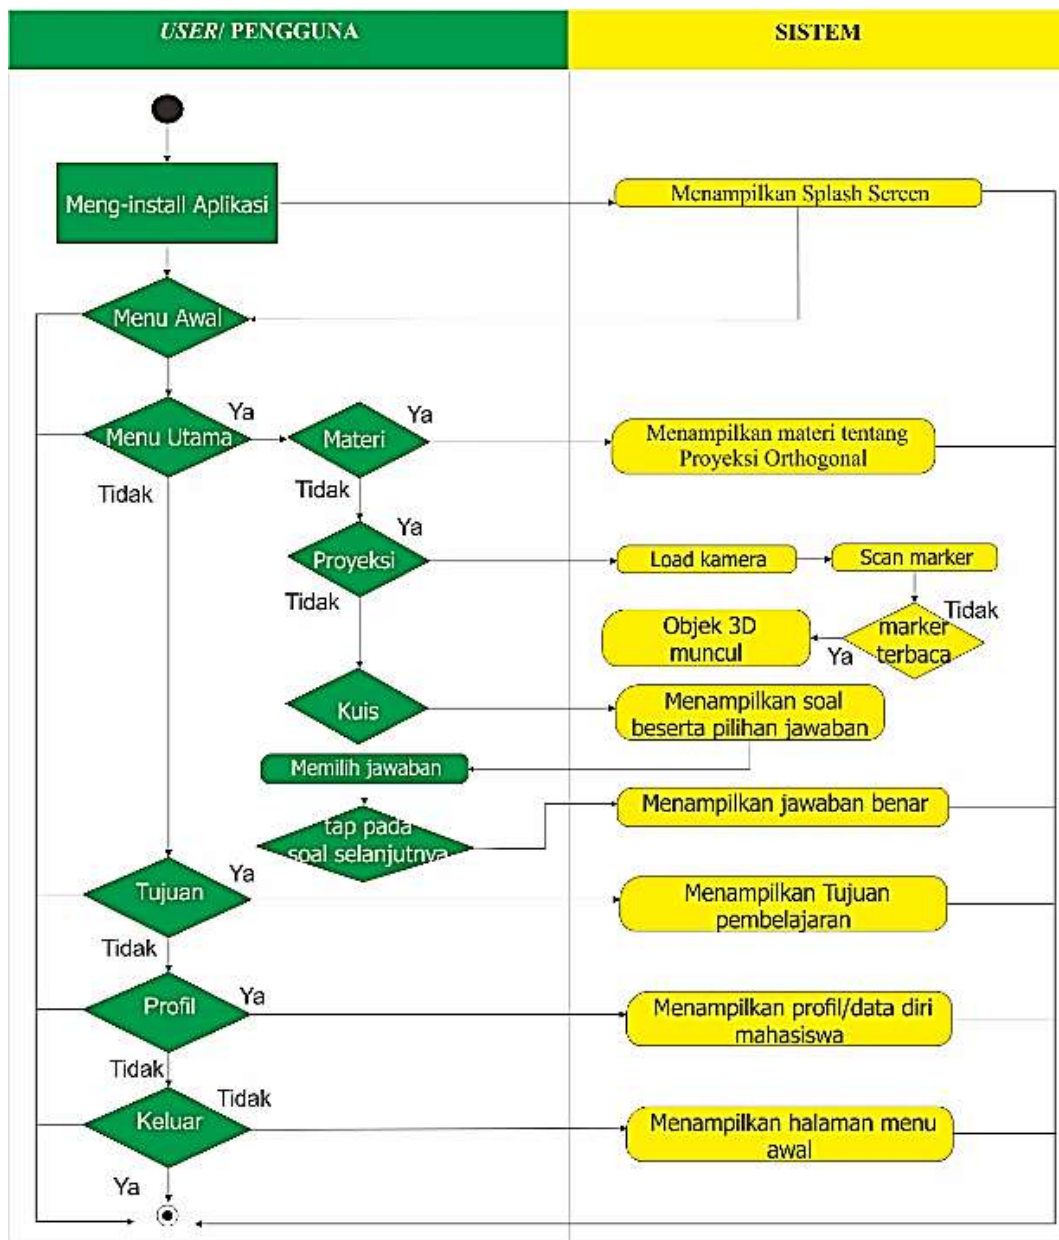 USER/ PENGGUNA
SISTEM
Meng-install Aplikasi
Menampilkan Splash Screen
Menu Awal
Menu Utama
Ya
Materi
Ya
Menampilkan materi tentang
Proyeksi Orthogonal
Tidak
Tidak
Proyeksi
Ya
Load kamera
Scan marker
Tidak
Tidak
marker
terbaca
Ya
Objek 3D
muncul
Kuis
Menampilkan soal
beserta pilihan jawaban
Memilih jawaban
tap pada
soal selanjutnya
Menampilkan jawaban benar
Tujuan
Ya
Menampilkan Tujuan
pembelajaran
Tidak
Profil
Ya
Menampilkan profil/data diri
mahasiswa
Tidak
Keluar
Tidak
Menampilkan halaman menu
awal
Ya